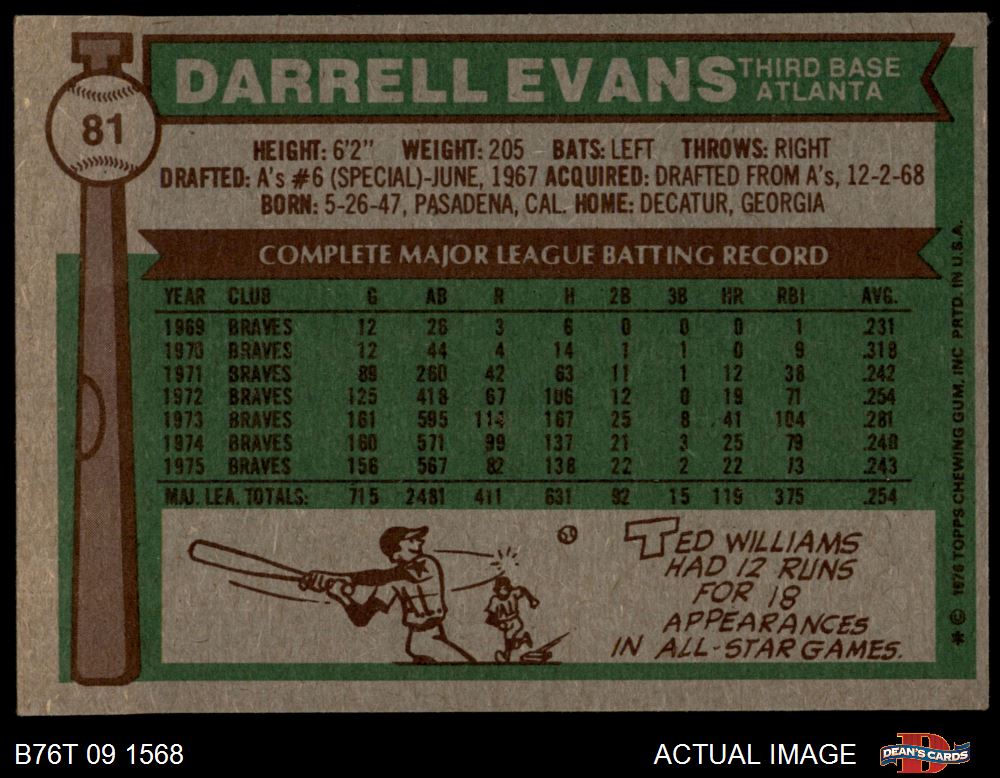 81
DARRELL EVANS THIRD BASE
ATLANTA
HEIGHT: 6'2" WEIGHT: 205 BATS: LEFT THROWS: RIGHT
DRAFTED: A's #6 (SPECIAL)-JUNE, 1967 ACQUIRED: DRAFTED FROM A's, 12-2-68
BORN: 5-26-47, PASADENA, CAL. HOME: DECATUR, GEORGIA
COMPLETE MAJOR LEAGUE BATTING RECORD
YEAR CLUB G AB R H 2B 3B HR RBI AVG.
1969 BRAVES 12 26 3 6 0 0 0 1 .231
1970 BRAVES 12 44 4 14 1 1 0 9 .318
1971 BRAVES 89 260 42 63 11 1 12 38 .242
1972 BRAVES 125 418 67 106 12 0 19 71 .254
1973 BRAVES 161 595 114 167 25 8 41 104 .281
1974 BRAVES 160 571 99 137 21 3 25 79 .240
1975 BRAVES 156 567 82 138 22 2 22 73 .243
MAJ. LEA. TOTALS: 715 2481 411 631 92 15 119 375 .254
TED WILLIAMS
HAD 12 RUNS
FOR 18
APPEARANCES
IN ALL-STAR GAMES.
AL
* © 1976 TOPPS CHEWING GUM, INC PRTD. IN U.S.A.
B76T 09 1568
ACTUAL IMAGE
D
DEAN'S CARDS